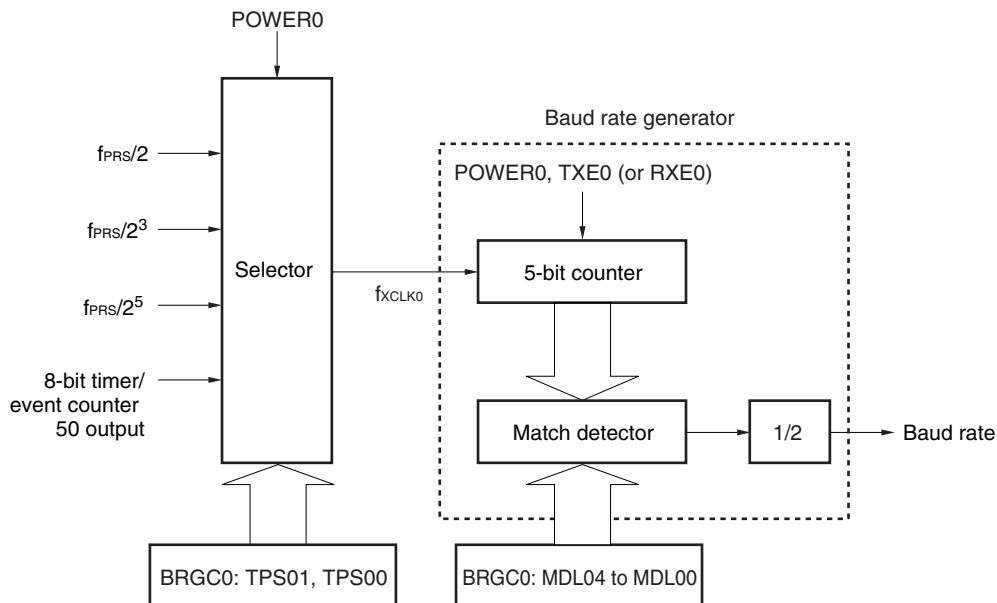 POWER0
Baud rate generator
fPRS/2
POWER0, TXE0 (or RXE0)
fPRS/2³
Selector
5-bit counter
fXCLK0
fPRS/2⁵
8-bit timer/
event counter
50 output
Match detector
1/2
Baud rate
BRGC0: TPS01, TPS00
BRGC0: MDL04 to MDL00